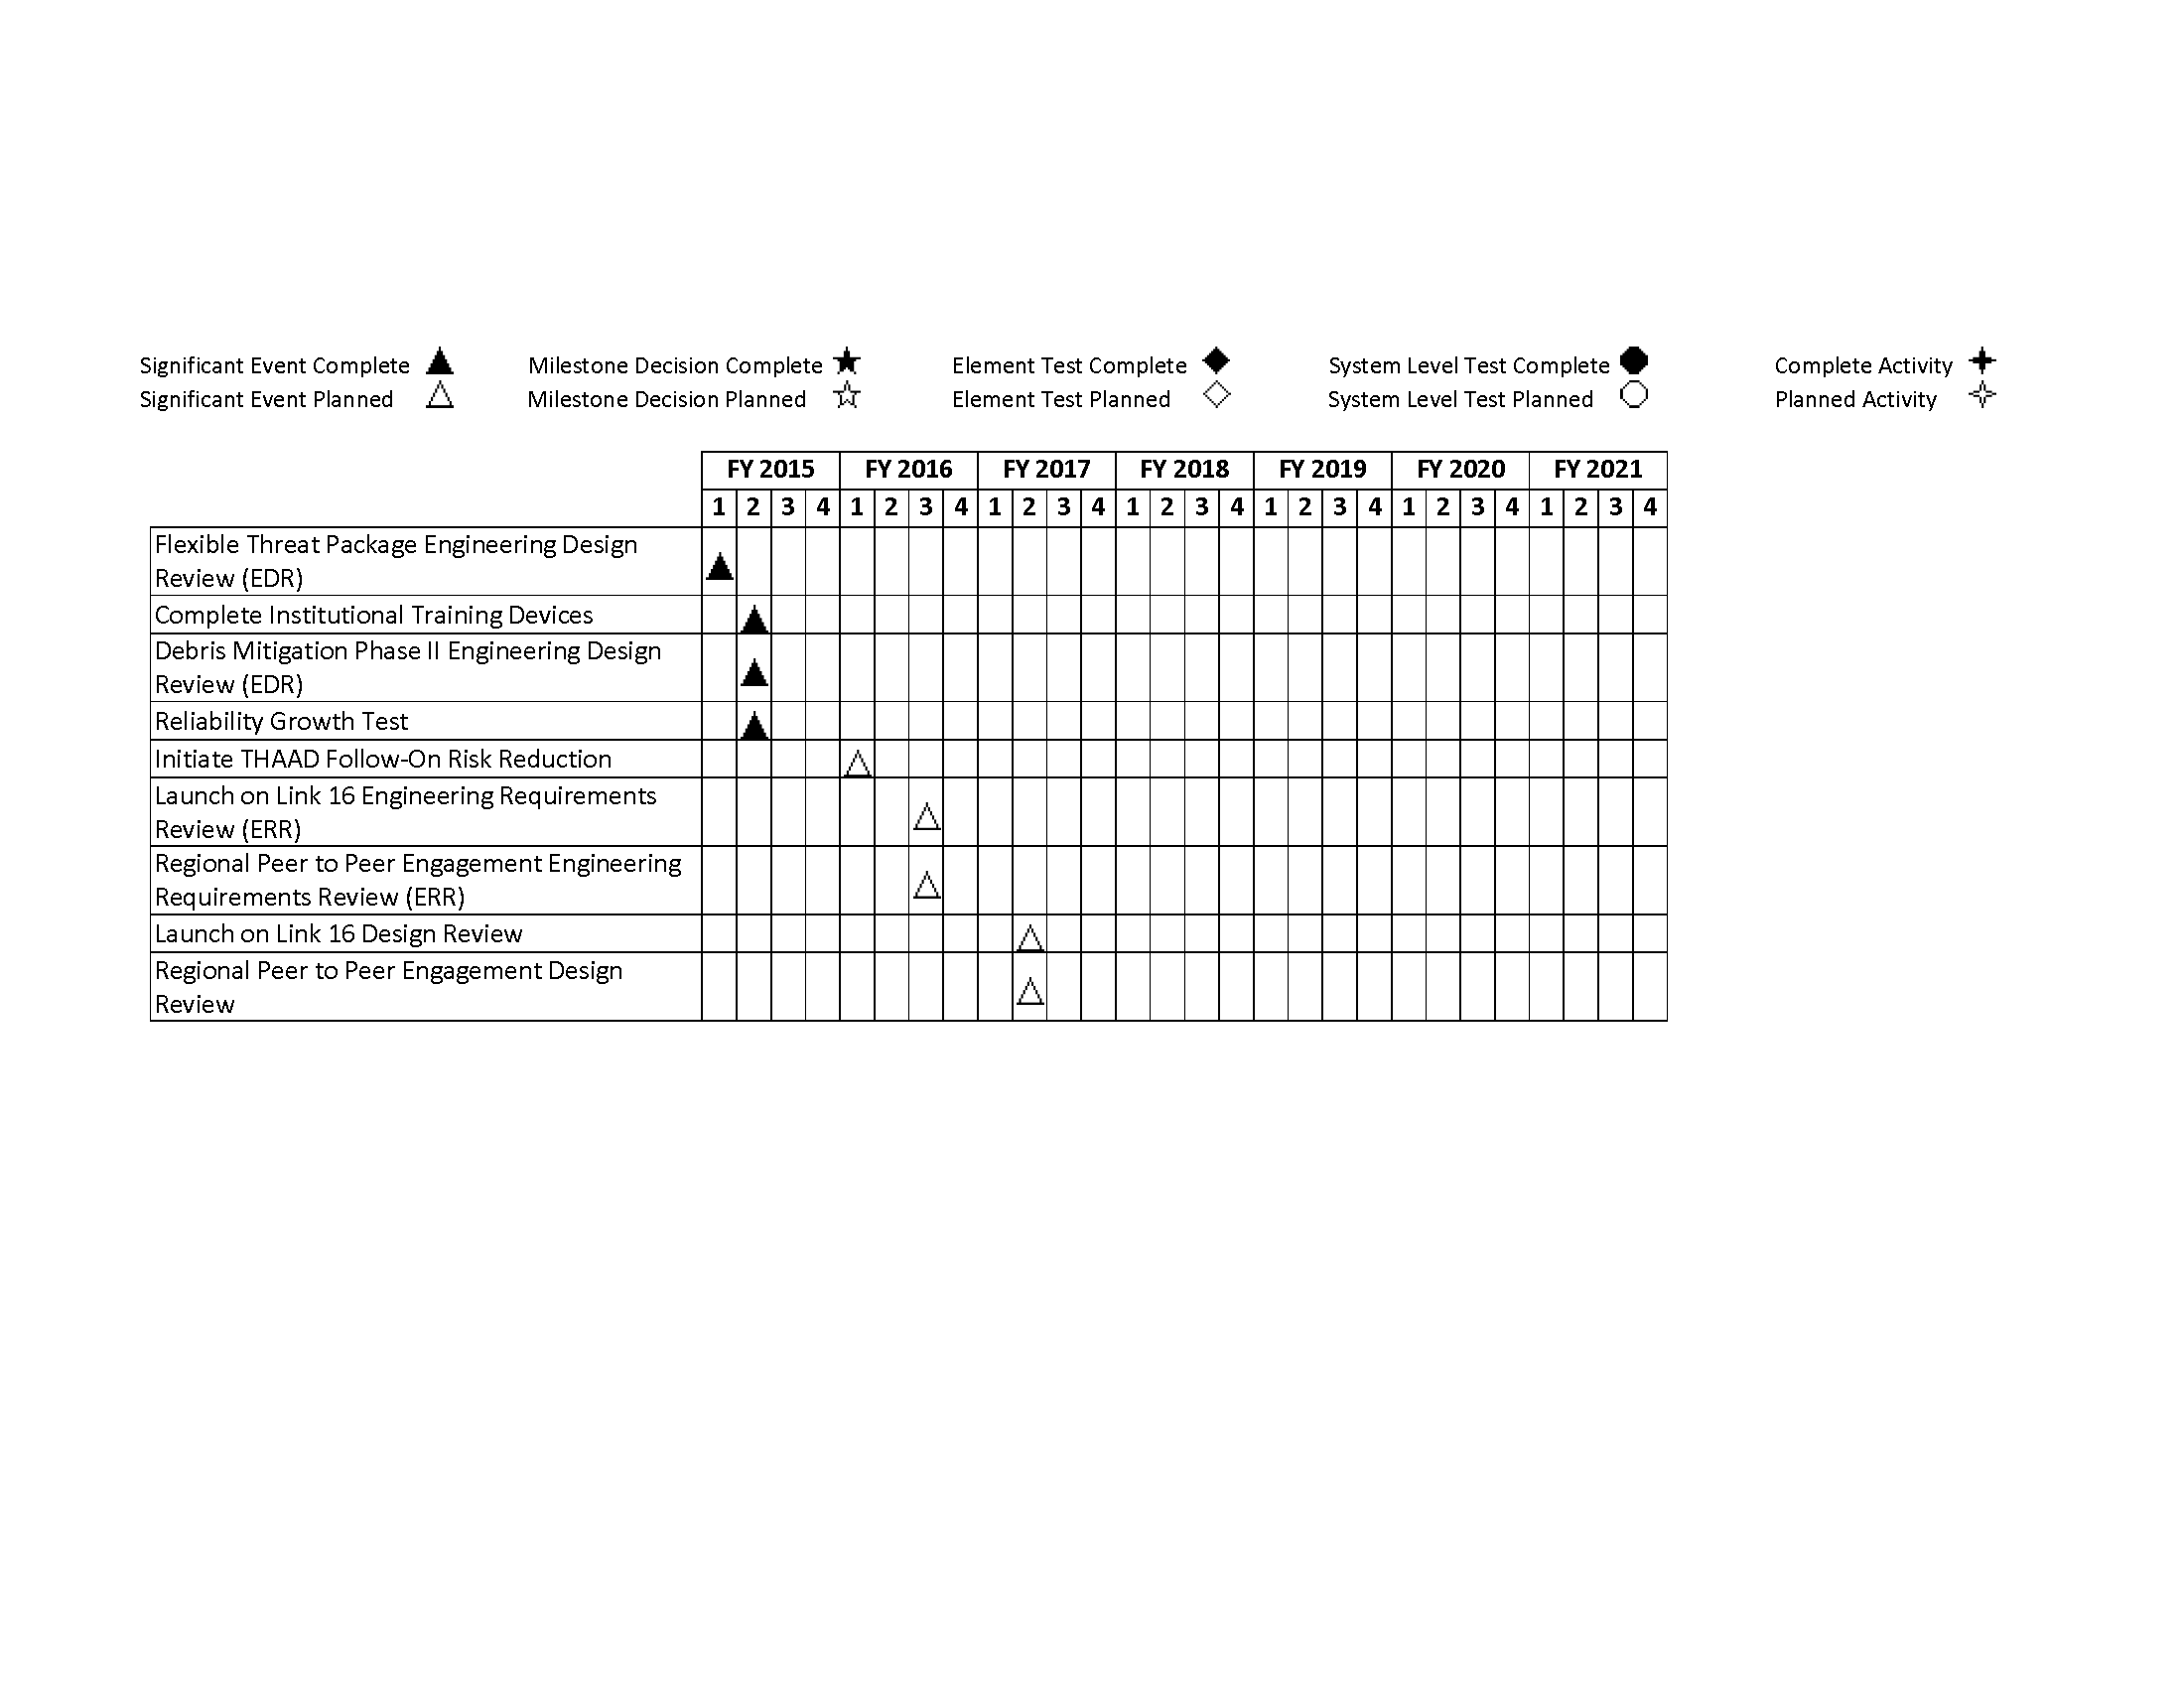 Significant Event Complete Milestone Decision Complete Element Test Complete System Level Test Complete Complete Activity
Significant Event Planned Milestone Decision Planned Element Test Planned System Level Test Planned Planned Activity
FY 2015 FY 2016 FY 2017 FY 2018 FY 2019 FY 2020 FY 2021
1 2 3 4 1 2 3 4 1 2 3 4 1 2 3 4 1 2 3 4 1 2 3 4 1 2 3 4
Flexible Threat Package Engineering Design
Review (EDR)
Complete Institutional Training Devices
Debris Mitigation Phase II Engineering Design
Review (EDR)
Reliability Growth Test
Initiate THAAD Follow-On Risk Reduction
Launch on Link 16 Engineering Requirements
Review (ERR)
Regional Peer to Peer Engagement Engineering
Requirements Review (ERR)
Launch on Link 16 Design Review
Regional Peer to Peer Engagement Design
Review